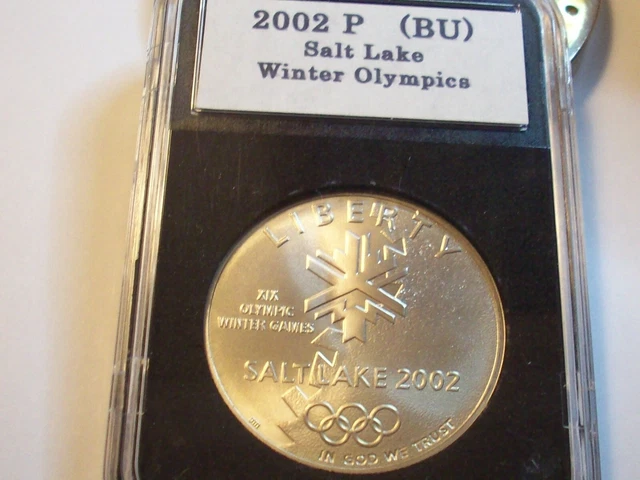 2002 P (BU)
Salt Lake
Winter Olympics
LIBERTY
XIX
OLYMPIC
WINTER GAMES
SALT LAKE 2002
IN GOD WE TRUST